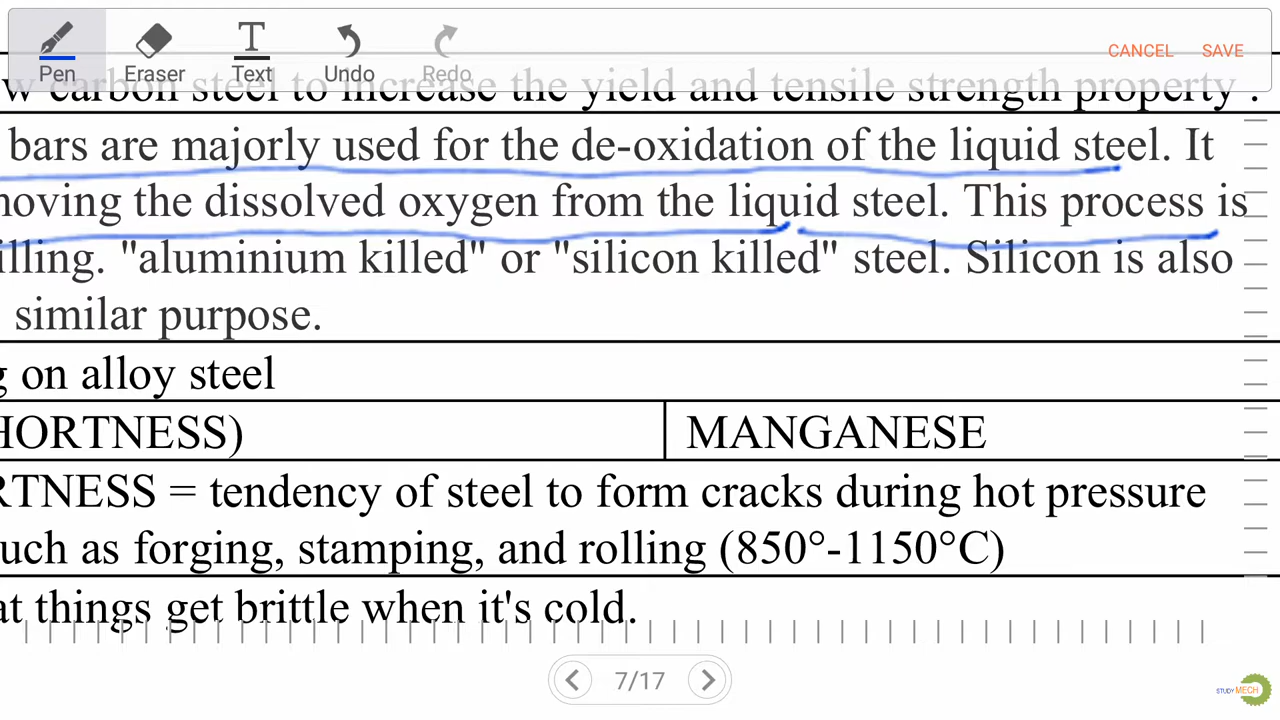 Pen Eraser Text Undo Redo CANCEL SAVE
w carbon steel to increase the yield and tensile strength property .
bars are majorly used for the de-oxidation of the liquid steel. It
moving the dissolved oxygen from the liquid steel. This process is
illing. "aluminium killed" or "silicon killed" steel. Silicon is also
similar purpose.
g on alloy steel
HORTNESS) MANGANESE
RTNESS = tendency of steel to form cracks during hot pressure
uch as forging, stamping, and rolling (850°-1150°C)
at things get brittle when it's cold.
7/17
STUDY MECH